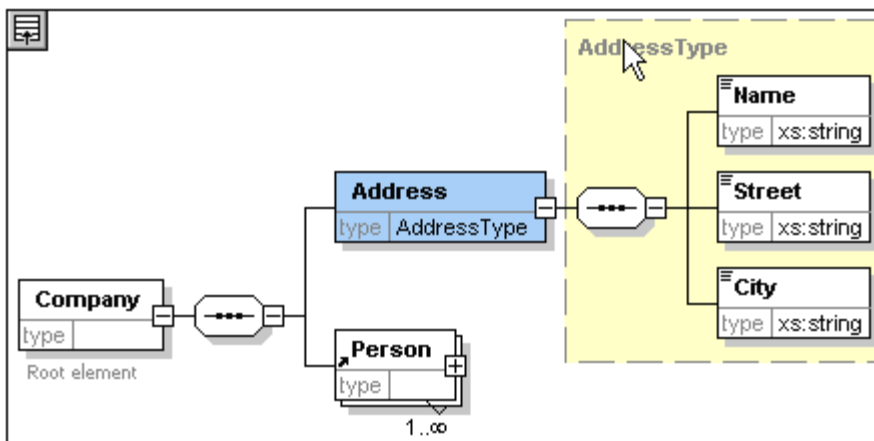 AddressType
Name
type xs:string
Address
type AddressType
Street
type xs:string
City
type xs:string
Company
type
Root element
Person
type
1..∞